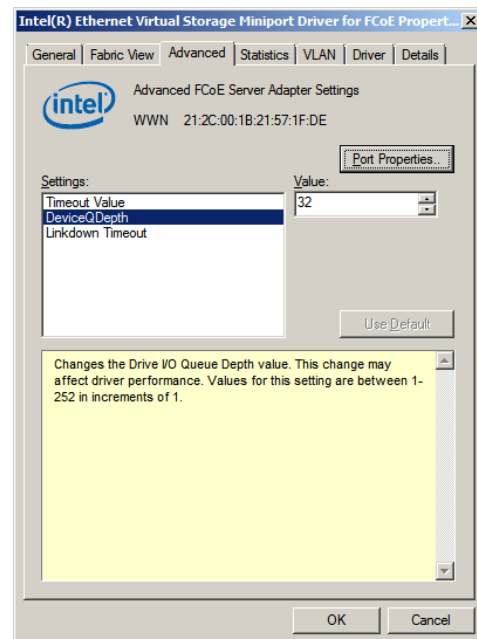 Intel(R) Ethernet Virtual Storage Miniport Driver for FCoE Propert...
General Fabric View Advanced Statistics VLAN Driver Details
intel
Advanced FCoE Server Adapter Settings
WWN 21:2C:00:1B:21:57:1F:DE
Port Properties..
Settings:
Value:
Timeout Value
32
DeviceQDepth
Linkdown Timeout
Use Default
Changes the Drive I/O Queue Depth value. This change may
affect driver performance. Values for this setting are between 1-
252 in increments of 1.
OK Cancel